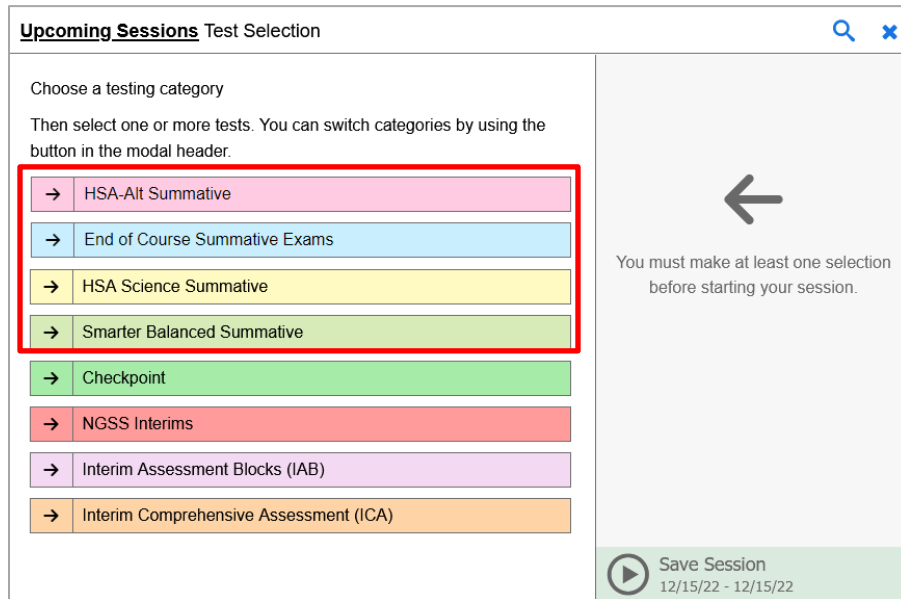 Upcoming Sessions Test Selection
Choose a testing category
Then select one or more tests. You can switch categories by using the
button in the modal header.
HSA-Alt Summative
End of Course Summative Exams
HSA Science Summative
Smarter Balanced Summative
Checkpoint
NGSS Interims
Interim Assessment Blocks (IAB)
Interim Comprehensive Assessment (ICA)
You must make at least one selection
before starting your session.
Save Session
12/15/22 - 12/15/22